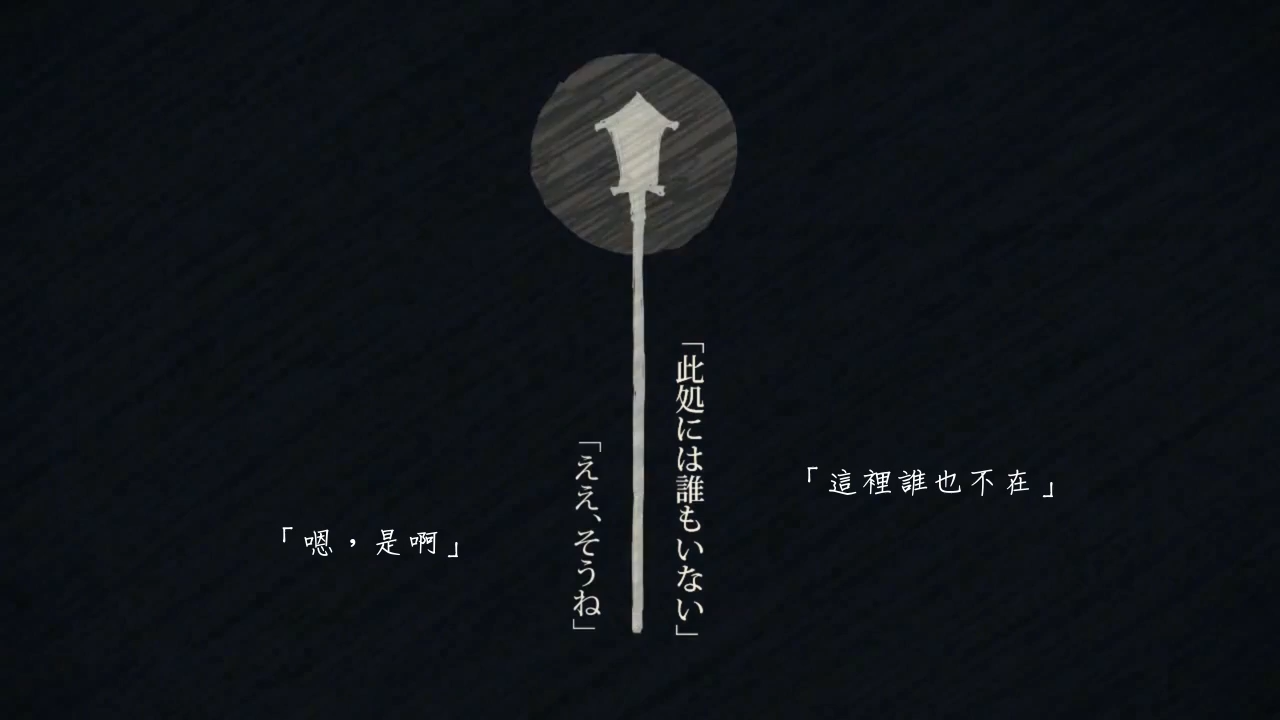 「此処には誰もいない」
「ええ、そうね」
「這裡誰也不在」
「嗯，是啊」